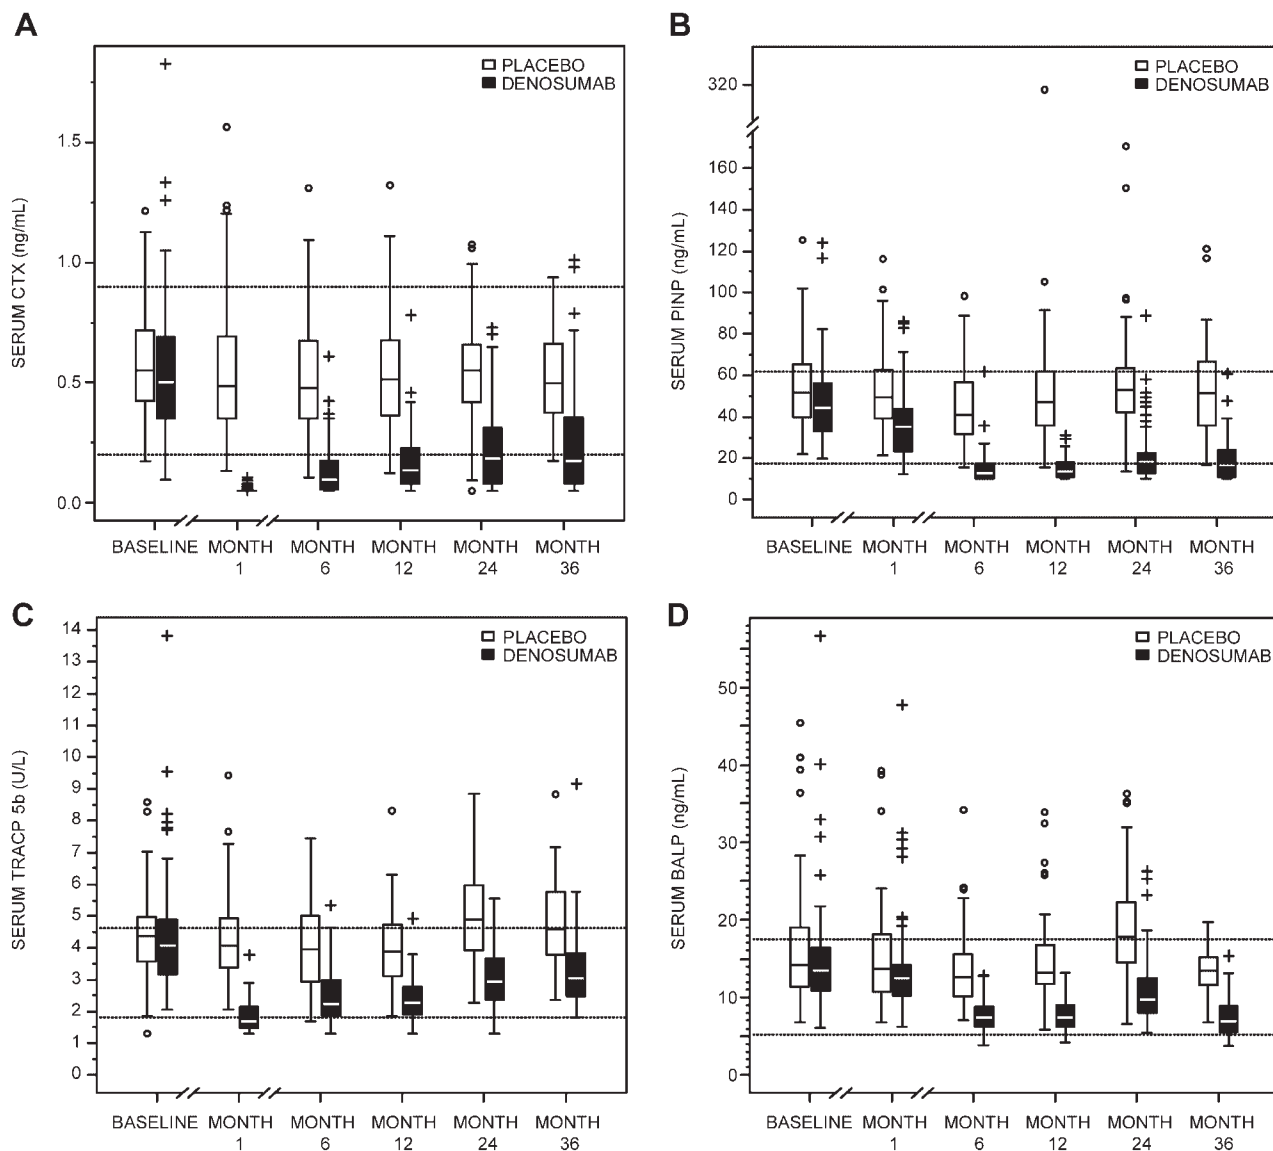 A
PLACEBO
DENOSUMAB
SERUM CTX (ng/mL)
1.5
1.0
0.5
0.0
BASELINE MONTH MONTH MONTH MONTH MONTH
1 6 12 24 36
B
PLACEBO
DENOSUMAB
SERUM PINP (ng/mL)
320
160
140
120
100
80
60
40
20
0
BASELINE MONTH MONTH MONTH MONTH MONTH
1 6 12 24 36
C
PLACEBO
DENOSUMAB
SERUM TRACP 5b (U/L)
14
13
12
11
10
9
8
7
6
5
4
3
2
1
0
BASELINE MONTH MONTH MONTH MONTH MONTH
1 6 12 24 36
D
PLACEBO
DENOSUMAB
SERUM BALP (ng/mL)
50
40
30
20
10
0
BASELINE MONTH MONTH MONTH MONTH MONTH
1 6 12 24 36